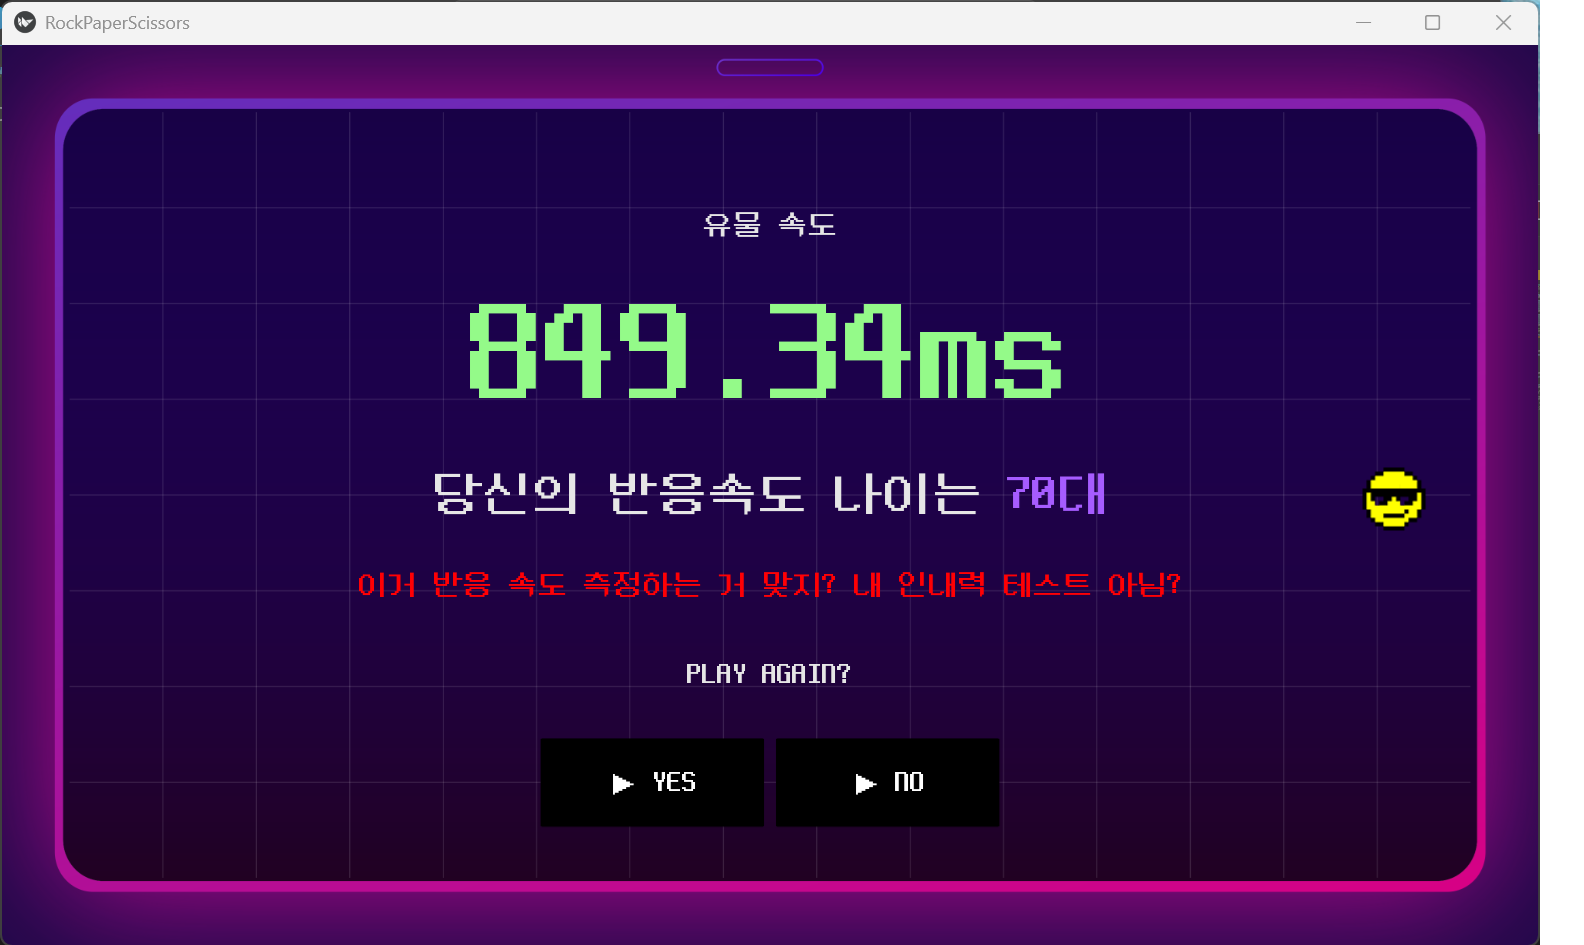 RockPaperScissors
유물 속도
849.34ms
당신의 반응속도 나이는 70대
이거 반응 속도 측정하는 거 맞지? 내 인내력 테스트 아님?
PLAY AGAIN?
▶ YES
▶ NO